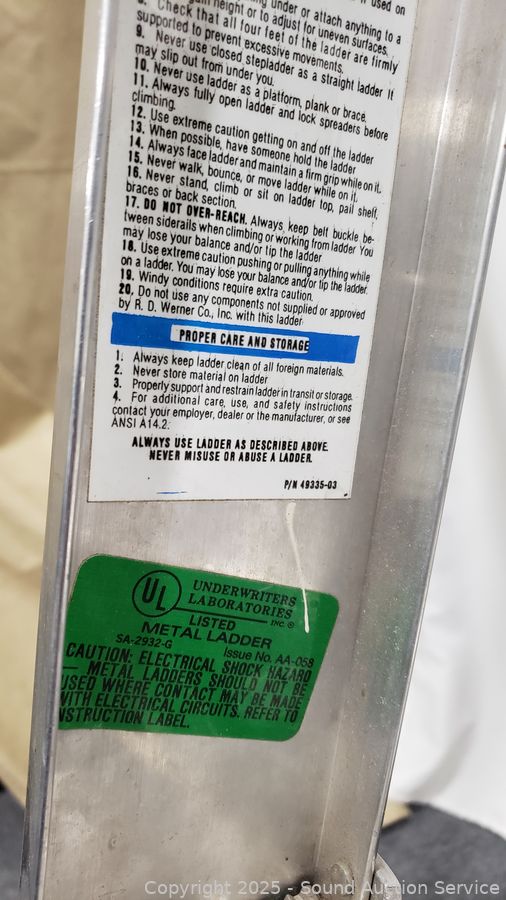 used on
under or attach anything to a
height or to adjust for uneven surfaces.
8. Check that all four feet of the ladder are firmly
supported to prevent excessive movements.
9. Never use closed stepladder as a straight ladder It
may slip out from under you.
10. Never use ladder as a platform, plank or brace.
11. Always fully open ladder and lock spreaders before
climbing.
12. Use extreme caution getting on and off the ladder
13. When possible, have someone hold the ladder
14. Always face ladder and maintain a firm grip while on it.
15. Never walk, bounce, or move ladder while on it.
16. Never stand, climb or sit on ladder top, pail shelf,
braces or back section.
17. DO NOT OVER-REACH. Always keep belt buckle be-
tween siderails when climbing or working from ladder You
may lose your balance and/or tip the ladder
18. Use extreme caution pushing or pulling anything while
on a ladder. You may lose your balance and/or tip the ladder.
19. Windy conditions require extra caution.
20. Do not use any components not supplied or approved
by R. D. Werner Co., Inc. with this ladder
PROPER CARE AND STORAGE
1. Always keep ladder clean of all foreign materials.
2. Never store material on ladder
3. Properly support and restrain ladder in transit or storage.
4. For additional care, use, and safety instructions
contact your employer, dealer or the manufacturer, or see
ANSI A14.2.
ALWAYS USE LADDER AS DESCRIBED ABOVE.
NEVER MISUSE OR ABUSE A LADDER.
P/N 49335-03
UL UNDERWRITERS
LABORATORIES
INC. ®
LISTED
METAL LADDER
SA-2932-G Issue No. AA-058
CAUTION: ELECTRICAL SHOCK HAZARD
— METAL LADDERS SHOULD NOT BE
USED WHERE CONTACT MAY BE MADE
WITH ELECTRICAL CIRCUITS. REFER TO
INSTRUCTION LABEL.
Copyright 2025 - Sound Auction Service